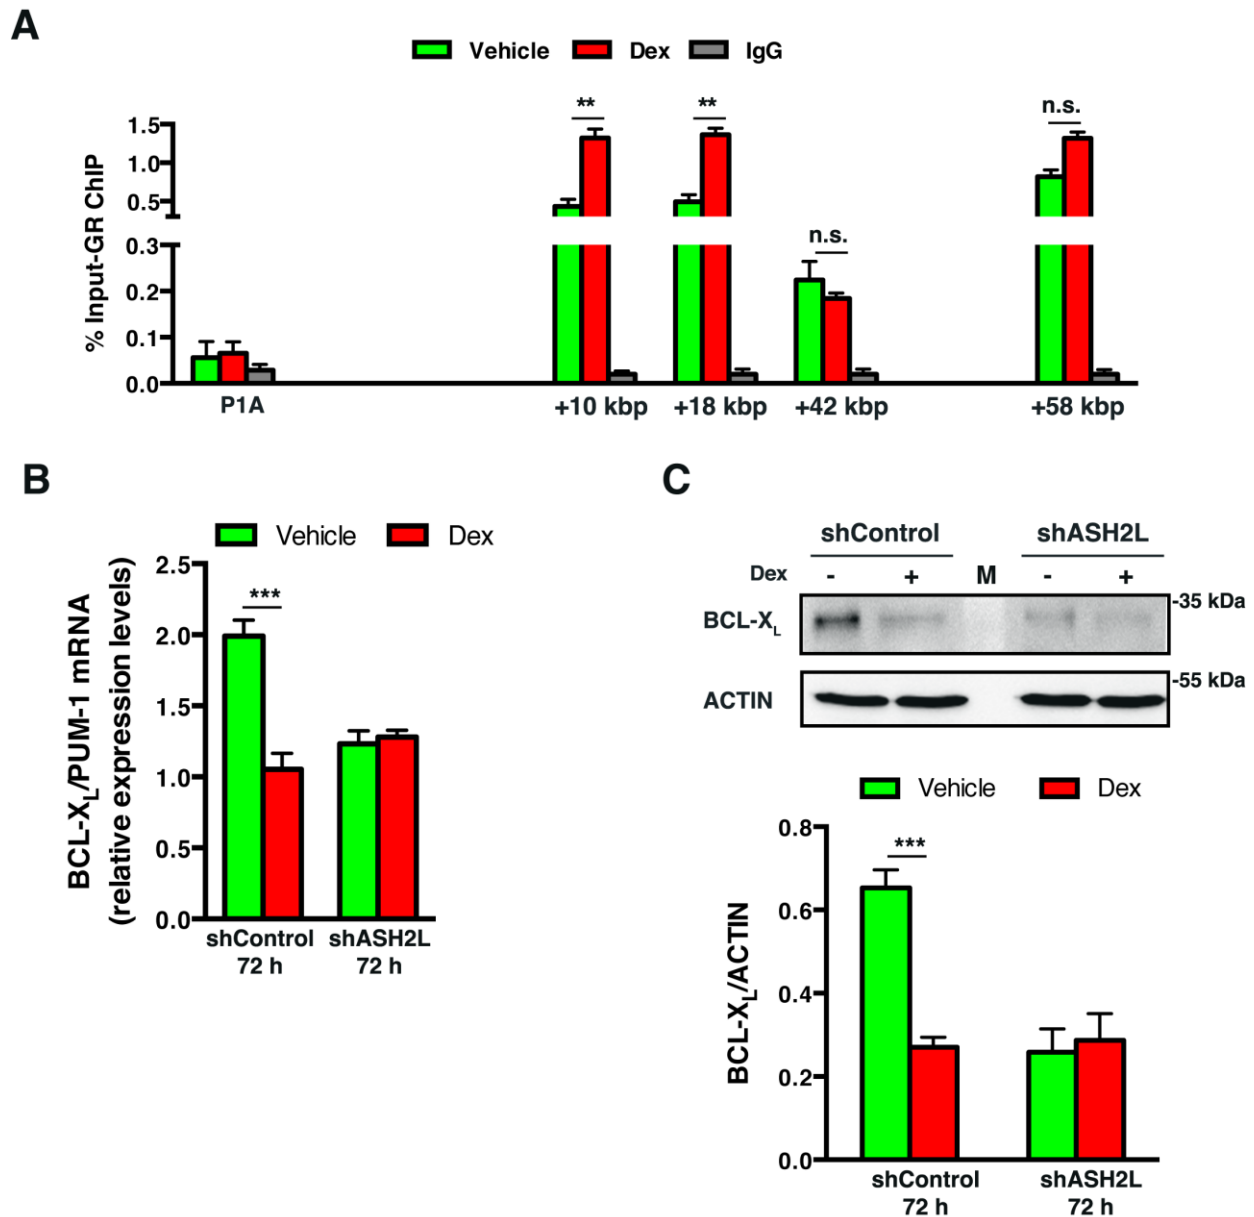 A
Vehicle Dex IgG
% Input-GR ChIP
1.5
1.0
0.5
0.3
0.2
0.1
0.0
** ** n.s. n.s.
P1A +10 kbp +18 kbp +42 kbp +58 kbp
B
Vehicle Dex
BCL-XL/PUM-1 mRNA
(relative expression levels)
2.5
2.0
1.5
1.0
0.5
0.0
***
shControl shASH2L
72 h 72 h
C
shControl shASH2L
Dex - + M - +
BCL-XL
-35 kDa
ACTIN
-55 kDa
Vehicle Dex
BCL-XL/ACTIN
0.8
0.6
0.4
0.2
0.0
***
shControl shASH2L
72 h 72 h